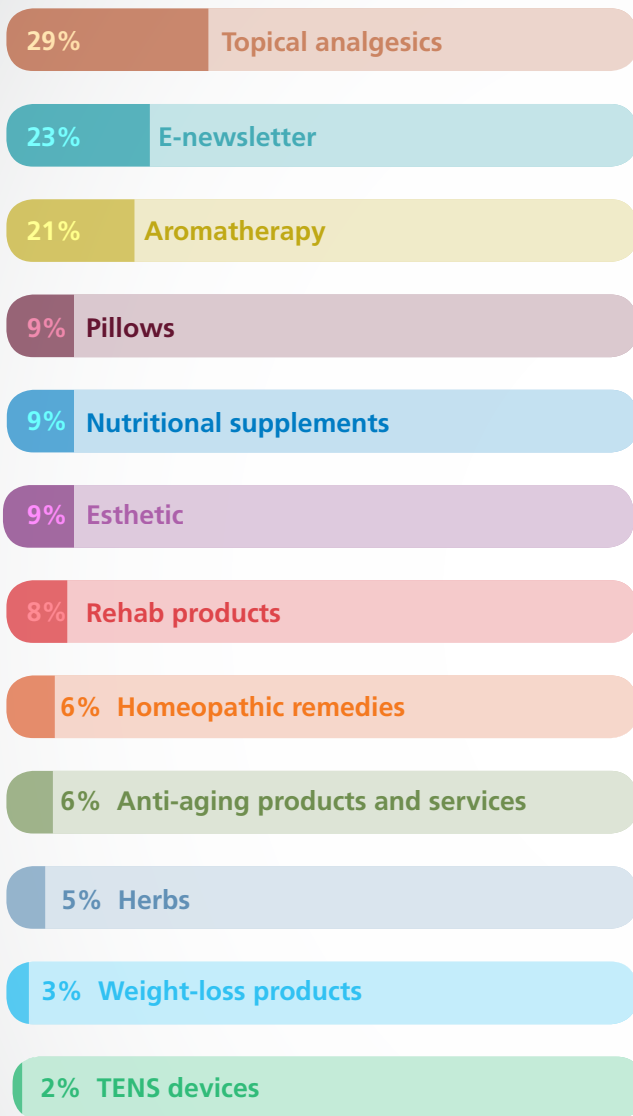 29% Topical analgesics
23% E-newsletter
21% Aromatherapy
9% Pillows
9% Nutritional supplements
9% Esthetic
8% Rehab products
6% Homeopathic remedies
6% Anti-aging products and services
5% Herbs
3% Weight-loss products
2% TENS devices